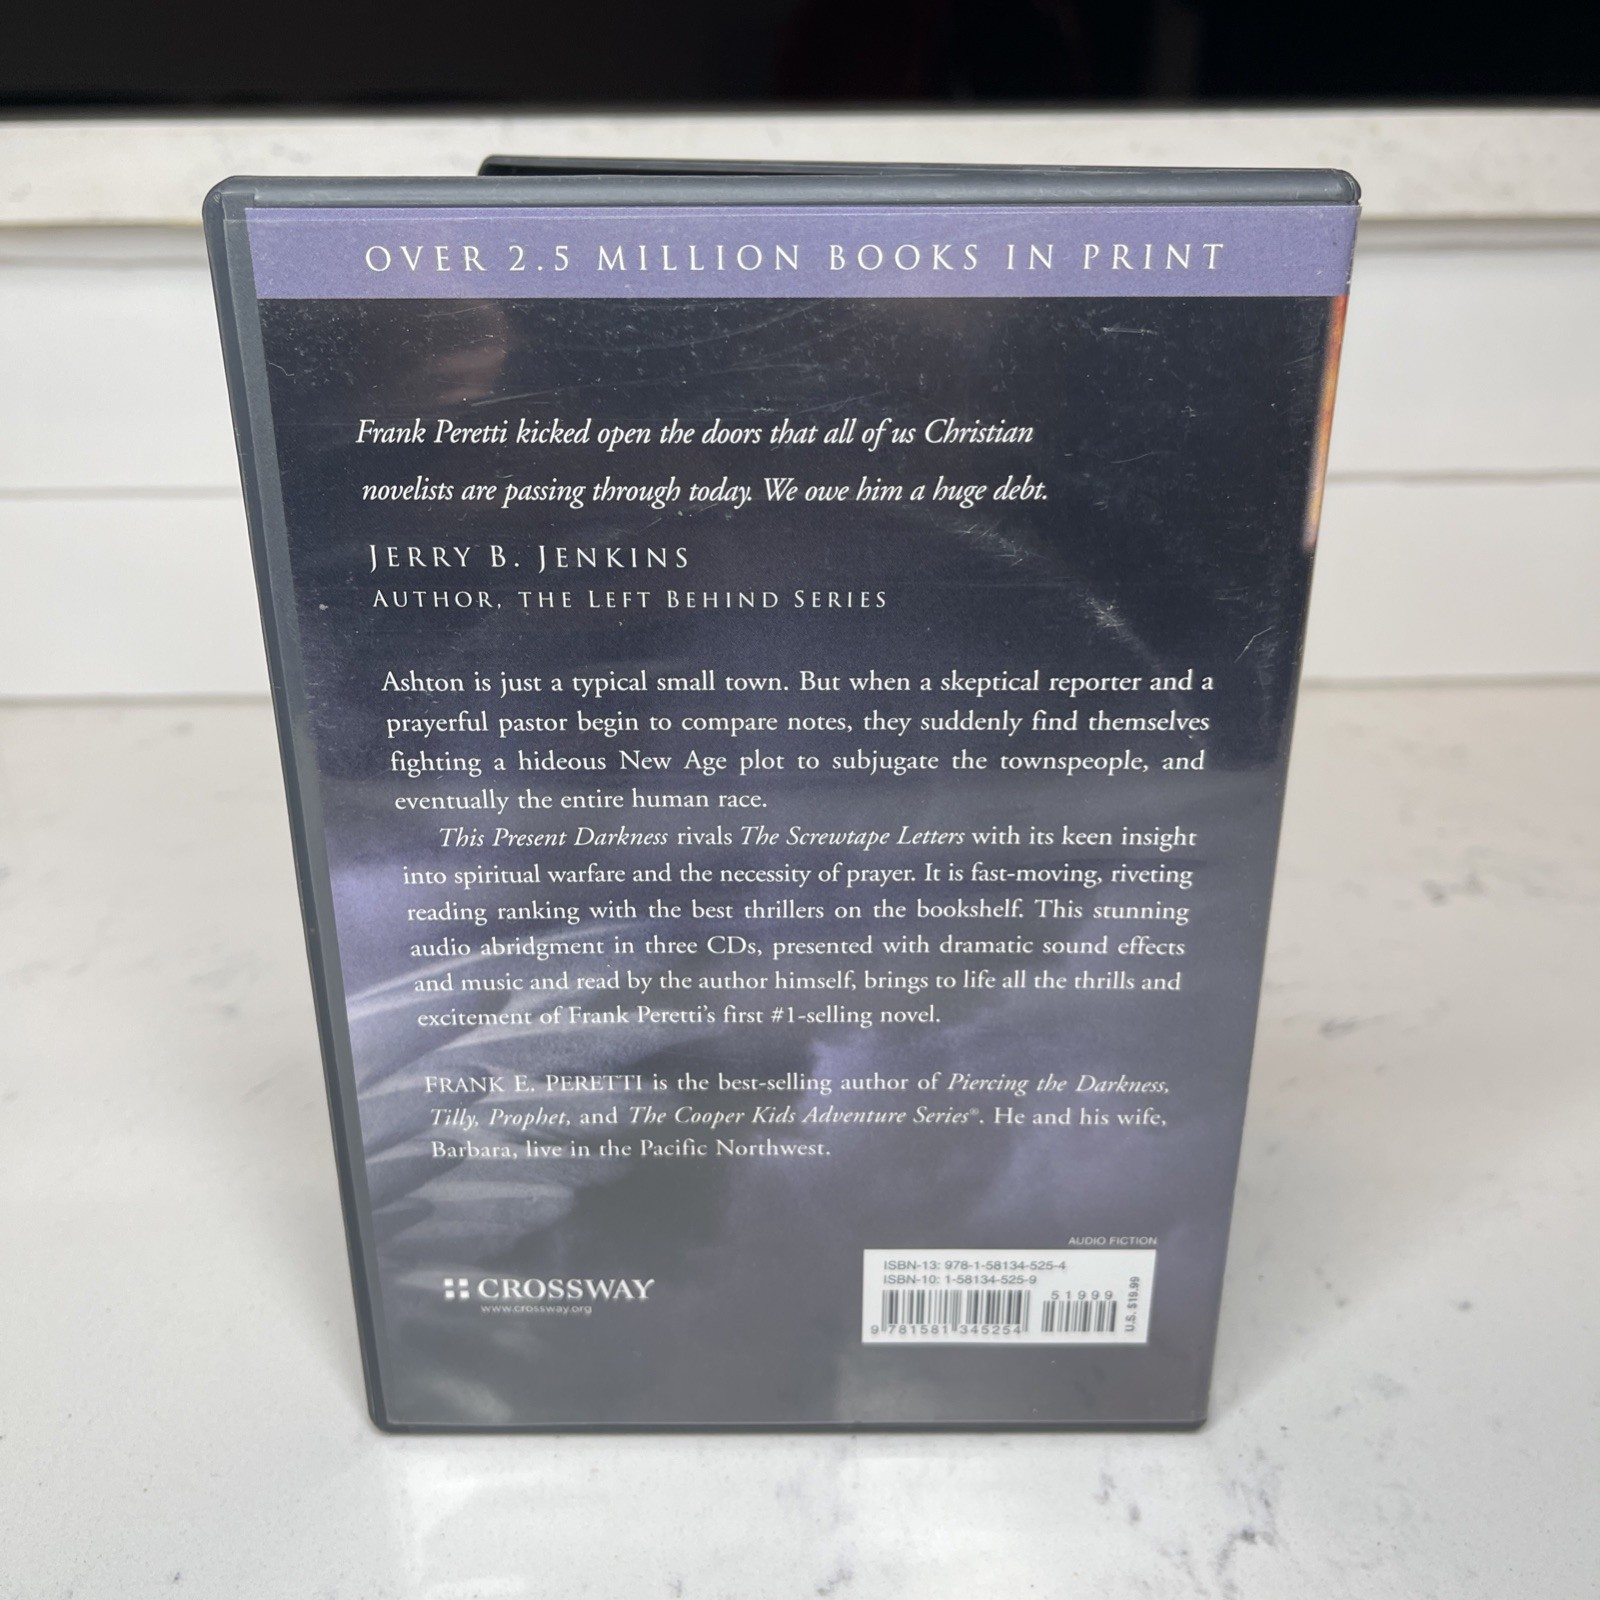 OVER 2.5 MILLION BOOKS IN PRINT
Frank Peretti kicked open the doors that all of us Christian
novelists are passing through today. We owe him a huge debt.
JERRY B. JENKINS
AUTHOR, THE LEFT BEHIND SERIES
Ashton is just a typical small town. But when a skeptical reporter and a
prayerful pastor begin to compare notes, they suddenly find themselves
fighting a hideous New Age plot to subjugate the townspeople, and
eventually the entire human race.
This Present Darkness rivals The Screwtape Letters with its keen insight
into spiritual warfare and the necessity of prayer. It is fast-moving, riveting
reading ranking with the best thrillers on the bookshelf. This stunning
audio abridgment in three CDs, presented with dramatic sound effects
and music and read by the author himself, brings to life all the thrills and
excitement of Frank Peretti's first #1-selling novel.
FRANK E. PERETTI is the best-selling author of Piercing the Darkness,
Tilly, Prophet, and The Cooper Kids Adventure Series®. He and his wife,
Barbara, live in the Pacific Northwest.
AUDIO FICTION
CROSSWAY
www.crossway.org
ISBN-13: 978-1-58134-525-4
ISBN-10: 1-58134-525-9
51999
9 781581 345254
U.S. $19.99